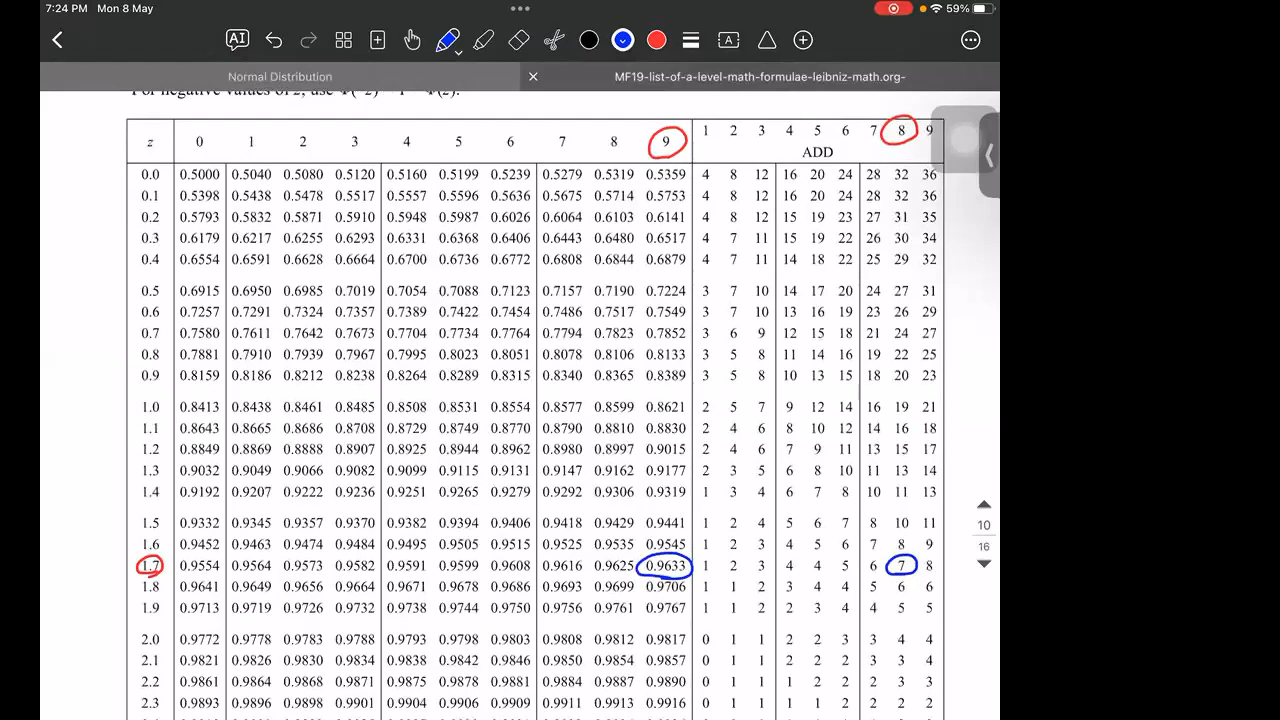 7:24 PM Mon 8 May
59%
AI
A
Normal Distribution
MF19-list-of-a-level-math-formulae-leibniz-math.org-
For negative values of z, use
z 0 1 2 3 4 5 6 7 8 9 1 2 3 4 5 6 7 8 9
ADD
0.0 0.5000 0.5040 0.5080 0.5120 0.5160 0.5199 0.5239 0.5279 0.5319 0.5359 4 8 12 16 20 24 28 32 36
0.1 0.5398 0.5438 0.5478 0.5517 0.5557 0.5596 0.5636 0.5675 0.5714 0.5753 4 8 12 16 20 24 28 32 36
0.2 0.5793 0.5832 0.5871 0.5910 0.5948 0.5987 0.6026 0.6064 0.6103 0.6141 4 8 12 15 19 23 27 31 35
0.3 0.6179 0.6217 0.6255 0.6293 0.6331 0.6368 0.6406 0.6443 0.6480 0.6517 4 7 11 15 19 22 26 30 34
0.4 0.6554 0.6591 0.6628 0.6664 0.6700 0.6736 0.6772 0.6808 0.6844 0.6879 4 7 11 14 18 22 25 29 32
0.5 0.6915 0.6950 0.6985 0.7019 0.7054 0.7088 0.7123 0.7157 0.7190 0.7224 3 7 10 14 17 20 24 27 31
0.6 0.7257 0.7291 0.7324 0.7357 0.7389 0.7422 0.7454 0.7486 0.7517 0.7549 3 7 10 13 16 19 23 26 29
0.7 0.7580 0.7611 0.7642 0.7673 0.7704 0.7734 0.7764 0.7794 0.7823 0.7852 3 6 9 12 15 18 21 24 27
0.8 0.7881 0.7910 0.7939 0.7967 0.7995 0.8023 0.8051 0.8078 0.8106 0.8133 3 5 8 11 14 16 19 22 25
0.9 0.8159 0.8186 0.8212 0.8238 0.8264 0.8289 0.8315 0.8340 0.8365 0.8389 3 5 8 10 13 15 18 20 23
1.0 0.8413 0.8438 0.8461 0.8485 0.8508 0.8531 0.8554 0.8577 0.8599 0.8621 2 5 7 9 12 14 16 19 21
1.1 0.8643 0.8665 0.8686 0.8708 0.8729 0.8749 0.8770 0.8790 0.8810 0.8830 2 4 6 8 10 12 14 16 18
1.2 0.8849 0.8869 0.8888 0.8907 0.8925 0.8944 0.8962 0.8980 0.8997 0.9015 2 4 6 7 9 11 13 15 17
1.3 0.9032 0.9049 0.9066 0.9082 0.9099 0.9115 0.9131 0.9147 0.9162 0.9177 2 3 5 6 8 10 11 13 14
1.4 0.9192 0.9207 0.9222 0.9236 0.9251 0.9265 0.9279 0.9292 0.9306 0.9319 1 3 4 6 7 8 10 11 13
1.5 0.9332 0.9345 0.9357 0.9370 0.9382 0.9394 0.9406 0.9418 0.9429 0.9441 1 2 4 5 6 7 8 10 11
1.6 0.9452 0.9463 0.9474 0.9484 0.9495 0.9505 0.9515 0.9525 0.9535 0.9545 1 2 3 4 5 6 7 8 9
1.7 0.9554 0.9564 0.9573 0.9582 0.9591 0.9599 0.9608 0.9616 0.9625 0.9633 1 2 3 4 4 5 6 7 8
1.8 0.9641 0.9649 0.9656 0.9664 0.9671 0.9678 0.9686 0.9693 0.9699 0.9706 1 1 2 3 4 4 5 6 6
1.9 0.9713 0.9719 0.9726 0.9732 0.9738 0.9744 0.9750 0.9756 0.9761 0.9767 1 1 2 2 3 4 4 5 5
2.0 0.9772 0.9778 0.9783 0.9788 0.9793 0.9798 0.9803 0.9808 0.9812 0.9817 0 1 1 2 2 3 3 4 4
2.1 0.9821 0.9826 0.9830 0.9834 0.9838 0.9842 0.9846 0.9850 0.9854 0.9857 0 1 1 2 2 2 3 3 4
2.2 0.9861 0.9864 0.9868 0.9871 0.9875 0.9878 0.9881 0.9884 0.9887 0.9890 0 1 1 1 2 2 2 3 3
2.3 0.9893 0.9896 0.9898 0.9901 0.9904 0.9906 0.9909 0.9911 0.9913 0.9916 0 1 1 1 1 2 2 2 2
10
16